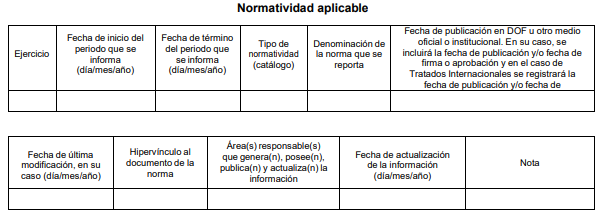 Normatividad aplicable
Ejercicio
Fecha de inicio del
periodo que se
informa
(día/mes/año)
Fecha de término
del periodo que
se informa
(día/mes/año)
Tipo de
normatividad
(catálogo)
Denominación de
la norma que se
reporta
Fecha de publicación en DOF u otro medio
oficial o institucional. En su caso, se
incluirá la fecha de publicación y/o fecha de
firma o aprobación y en el caso de
Tratados Internacionales se registrará la
fecha de publicación y/o fecha de
Fecha de última
modificación, en su
caso (día/mes/año)
Hipervínculo al
documento de la
norma
Área(s) responsable(s)
que genera(n), posee(n),
publica(n) y actualiza(n) la
información
Fecha de actualización
de la información
(día/mes/año)
Nota